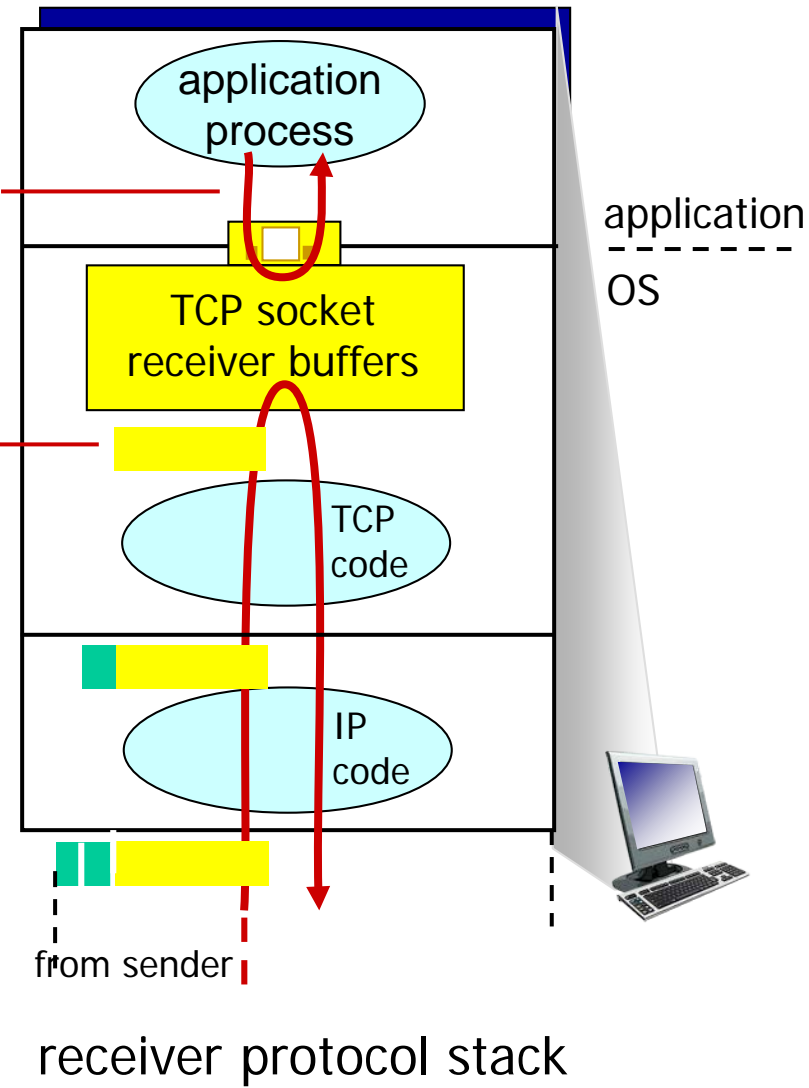 application
process
application
OS
TCP socket
receiver buffers
TCP
code
IP
code
from sender
receiver protocol stack